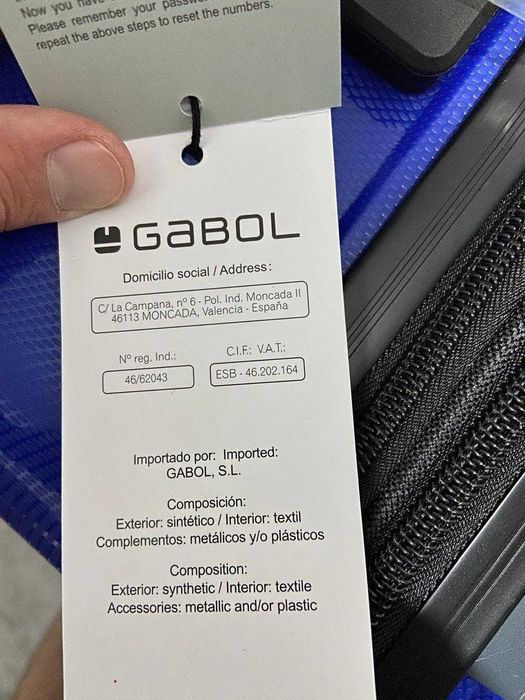 Now you have
Please remember your
repeat the above steps to reset the numbers.
GaBOL
Domicilio social / Address:
C/ La Campana, nº 6 - Pol. Ind. Moncada II
46113 MONCADA, Valencia - España
Nº reg. Ind.:
46/62043
C.I.F.: V.A.T.:
ESB - 46.202.164
Importado por: Imported:
GABOL, S.L.
Composición:
Exterior: sintético / Interior: textil
Complementos: metálicos y/o plásticos
Composition:
Exterior: synthetic / Interior: textile
Accessories: metallic and/or plastic